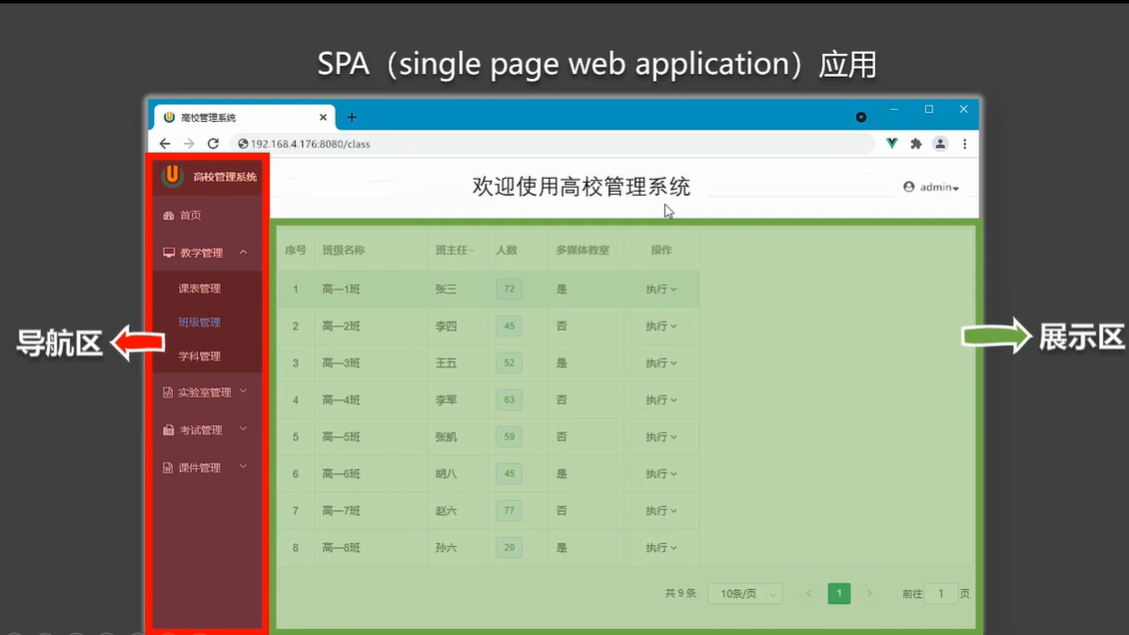 SPA（single page web application）应用
高校管理系统
192.168.4.176:8080/class
高校管理系统
欢迎使用高校管理系统
admin
首页
教学管理
课表管理
班级管理
学科管理
实验室管理
考试管理
课件管理
导航区
序号 班级名称 班主任 人数 多媒体教室 操作
1 高一1班 张三 72 是 执行
2 高一2班 李四 45 否 执行
3 高一3班 王五 52 是 执行
4 高一4班 李军 63 否 执行
5 高一5班 张凯 59 否 执行
6 高一6班 胡八 45 是 执行
7 高一7班 赵六 77 否 执行
8 高一8班 孙六 20 是 执行
共 9 条 10条/页 1 前往 1 页
展示区